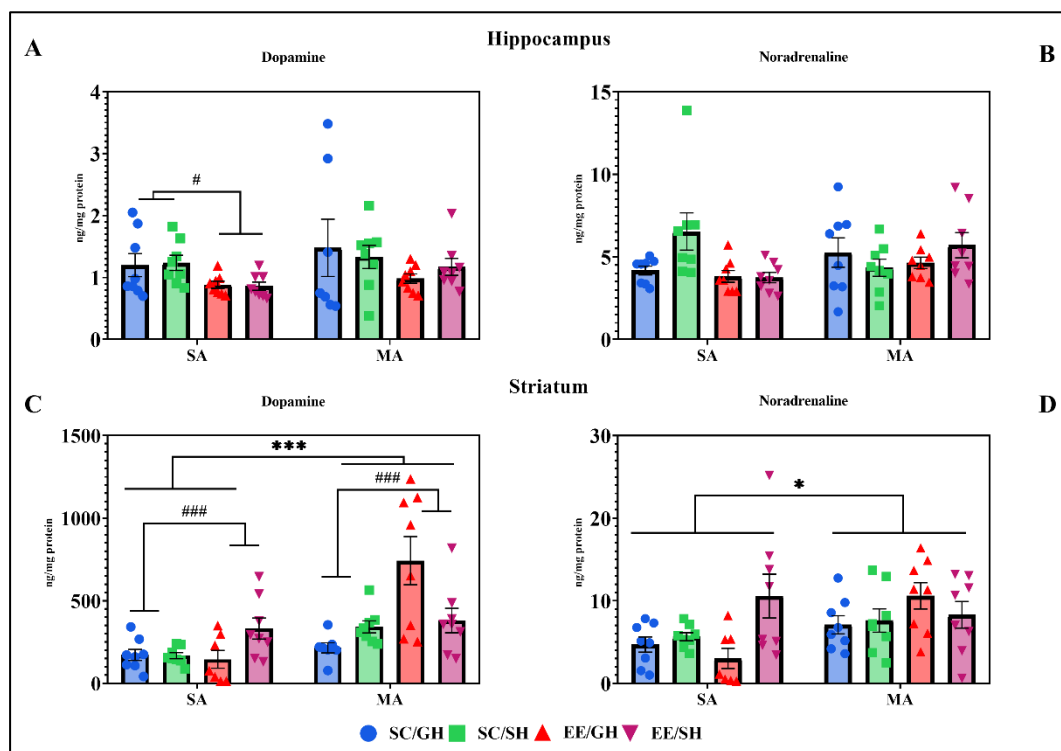 A
Hippocampus
B
Dopamine
Noradrenaline
4
3
2
1
0
ng/mg protein
#
SA
MA
15
10
5
0
ng/mg protein
SA
MA
Striatum
C
Dopamine
Noradrenaline
D
1500
1000
500
0
ng/mg protein
***
###
###
SA
MA
30
20
10
0
ng/mg protein
*
SA
MA
SC/GH SC/SH EE/GH EE/SH